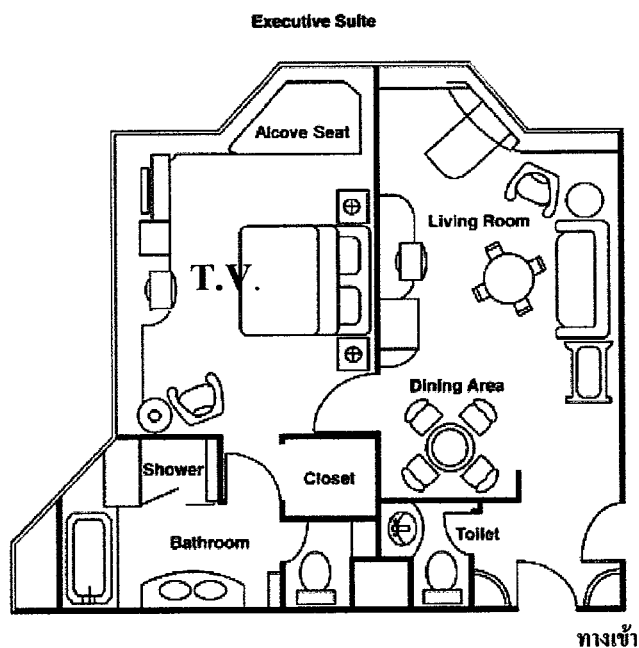 Executive Suite
Alcove Seat
Living Room
T.V.
Dining Area
Shower
Closet
Bathroom
Toilet
ทางเข้า